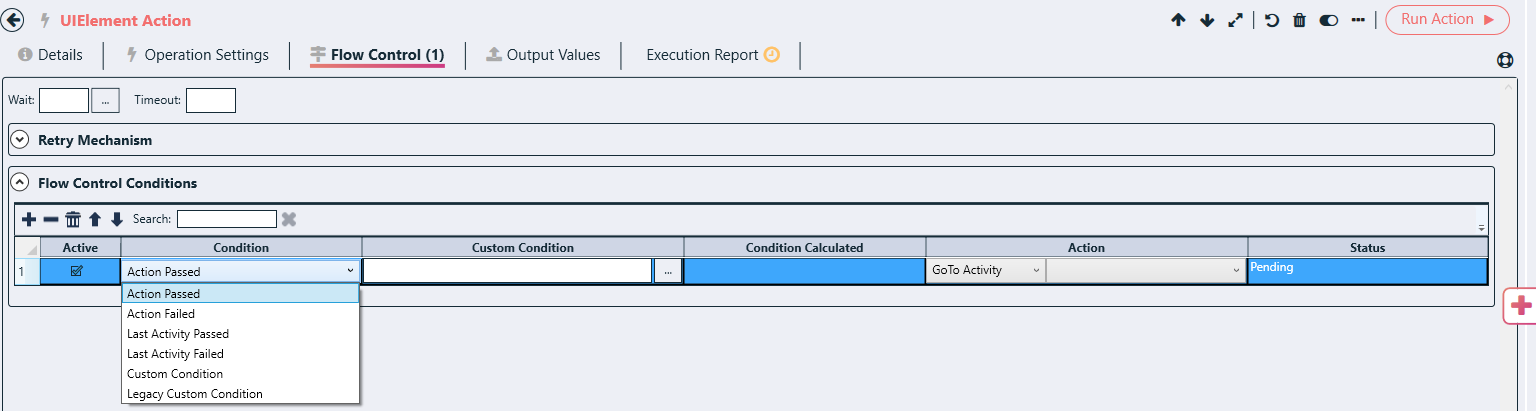 UIElement Action
Run Action
Details
Operation Settings
Flow Control (1)
Output Values
Execution Report
Wait:
...
Timeout:
Retry Mechanism
Flow Control Conditions
Search:
Active Condition Custom Condition Condition Calculated Action Status
1 Action Passed ... GoTo Activity Pending
Action Passed
Action Failed
Last Activity Passed
Last Activity Failed
Custom Condition
Legacy Custom Condition